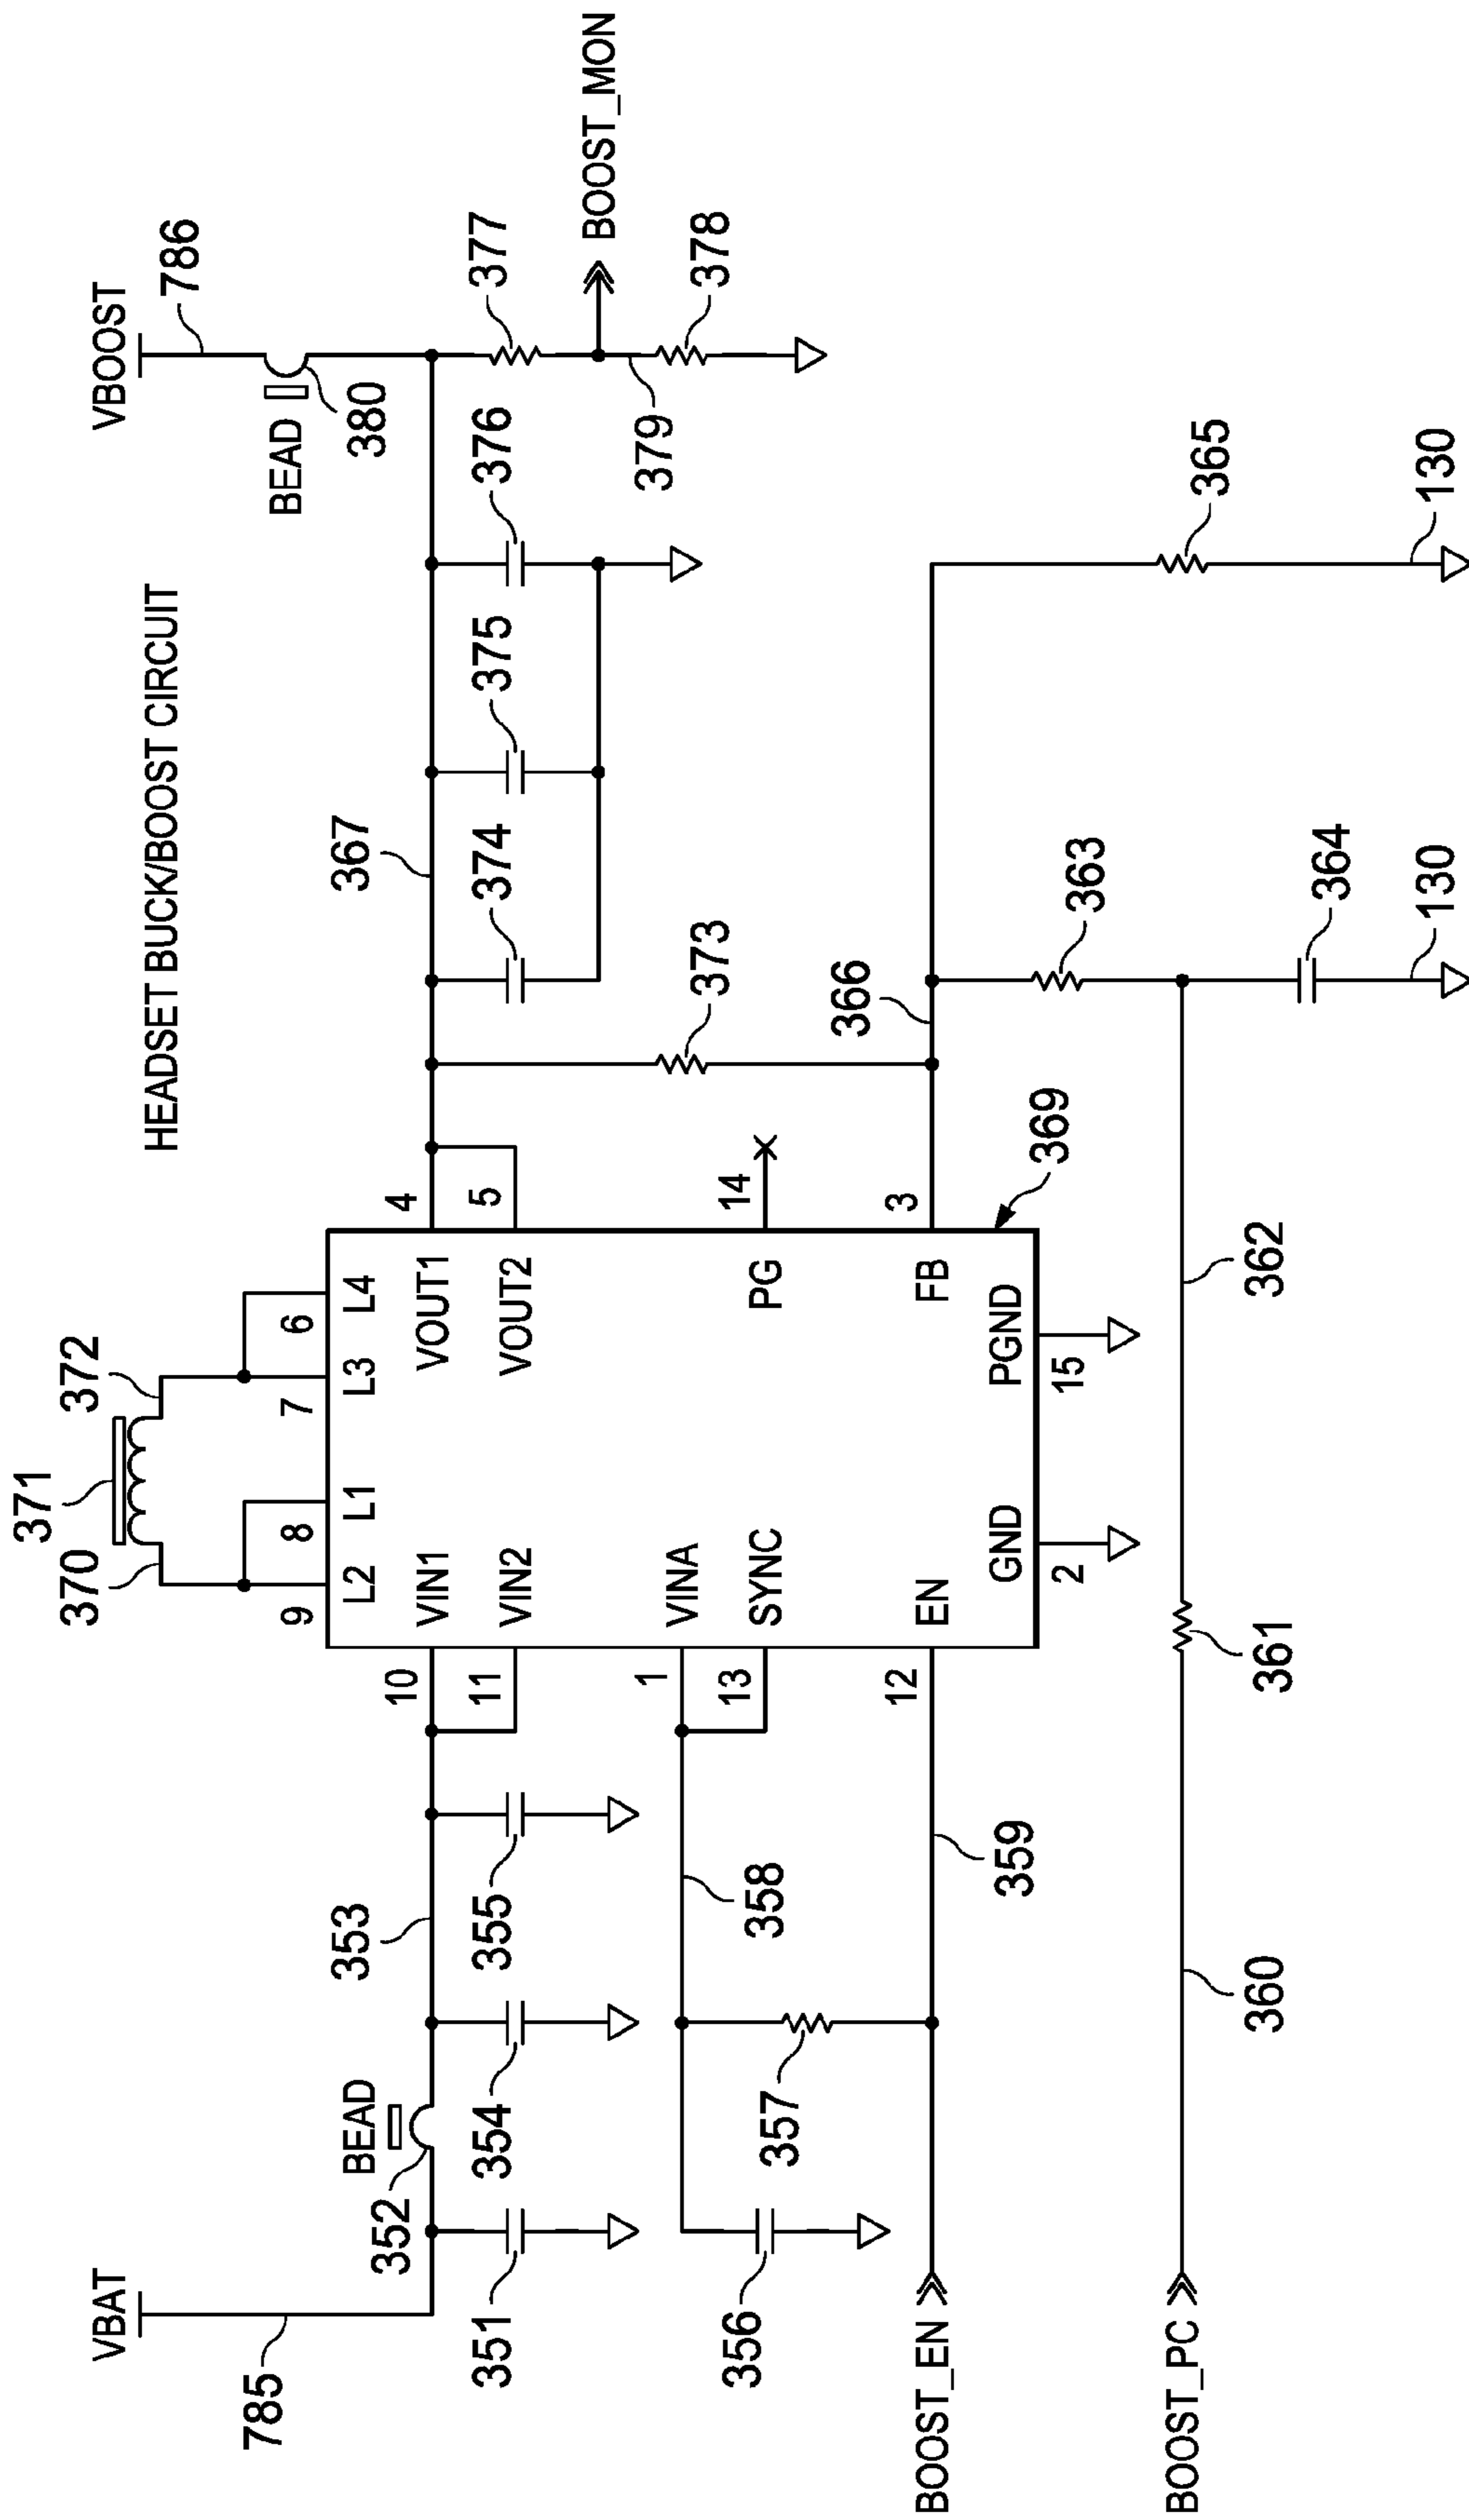 HEADSET BUCK/BOOST CIRCUIT
VBAT
785
352
BEAD
353
351
354
355
10
11
VIN1
VIN2
370
371
372
9
8
7
6
L2
L1
L3
L4
VOUT1
VOUT2
4
5
367
374
375
376
BEAD
380
VBOOST
786
377
BOOST_MON
379
378
373
356
357
358
1
13
VINA
SYNC
PG
14
BOOST_EN
359
12
EN
FB
3
366
GND
PGND
2
15
369
363
365
BOOST_PC
360
361
362
364
130
130